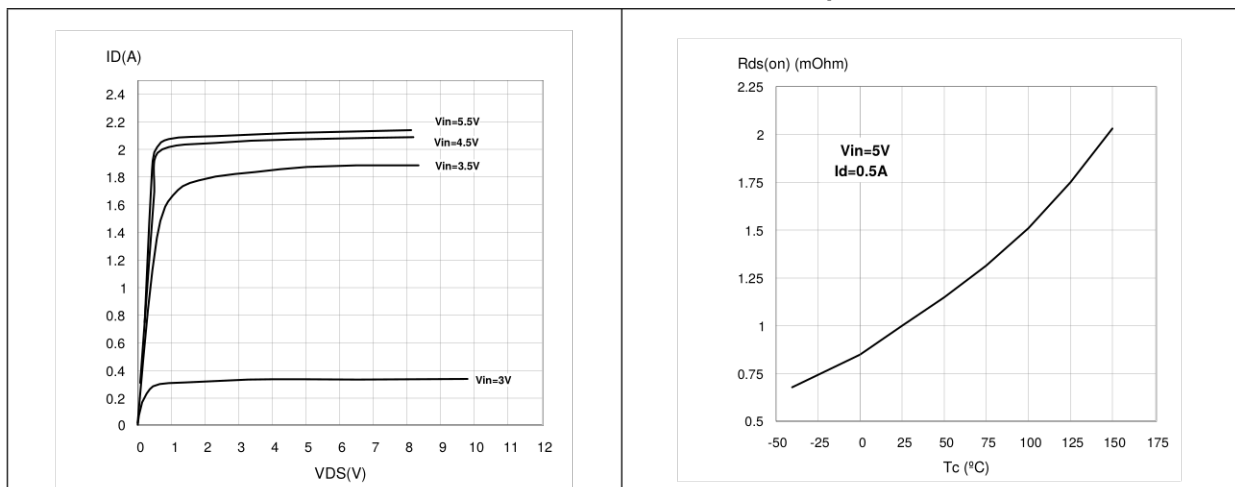 ID(A)
2.4
2.2
2
1.8
1.6
1.4
1.2
1
0.8
0.6
0.4
0.2
0
Vin=5.5V
Vin=4.5V
Vin=3.5V
Vin=3V
0 1 2 3 4 5 6 7 8 9 10 11 12
VDS(V)
Rds(on) (mOhm)
2.25
2
1.75
1.5
1.25
1
0.75
0.5
Vin=5V
Id=0.5A
-50 -25 0 25 50 75 100 125 150 175
Tc (ºC)